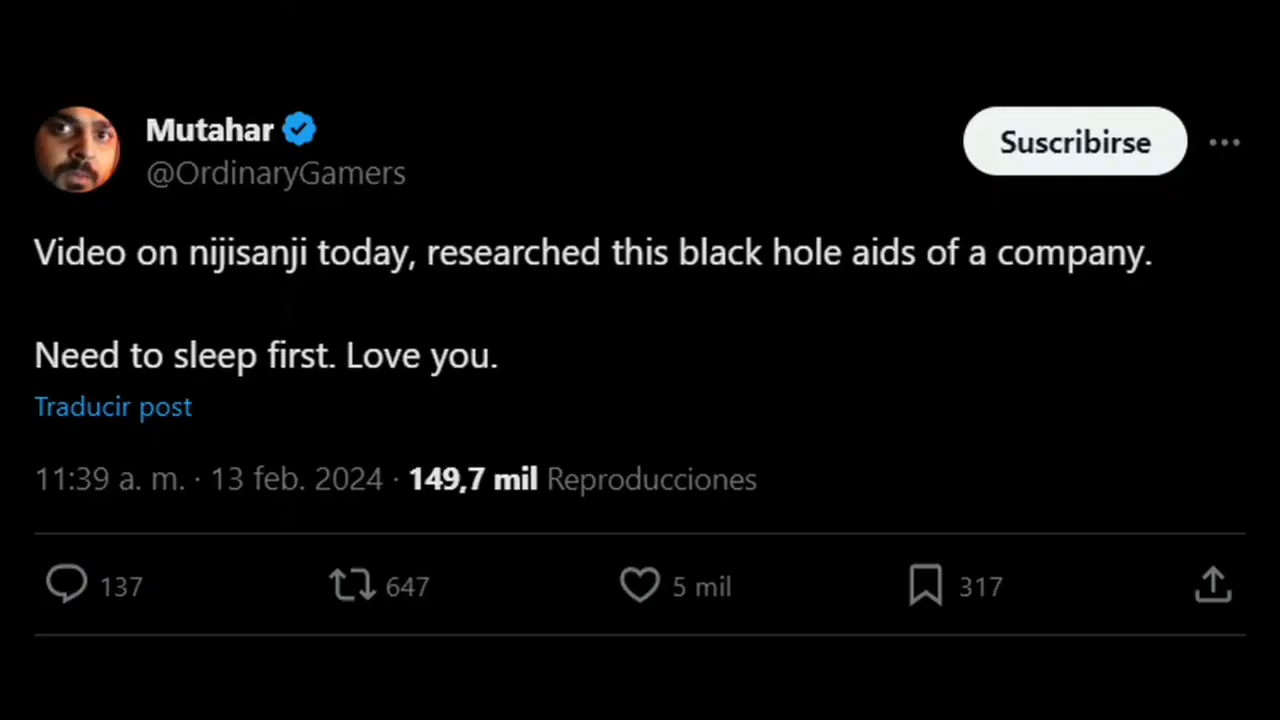 Mutahar
@OrdinaryGamers
Suscribirse
Video on nijisanji today, researched this black hole aids of a company.
Need to sleep first. Love you.
Traducir post
11:39 a. m. · 13 feb. 2024 · 149,7 mil Reproducciones
137 647 5 mil 317